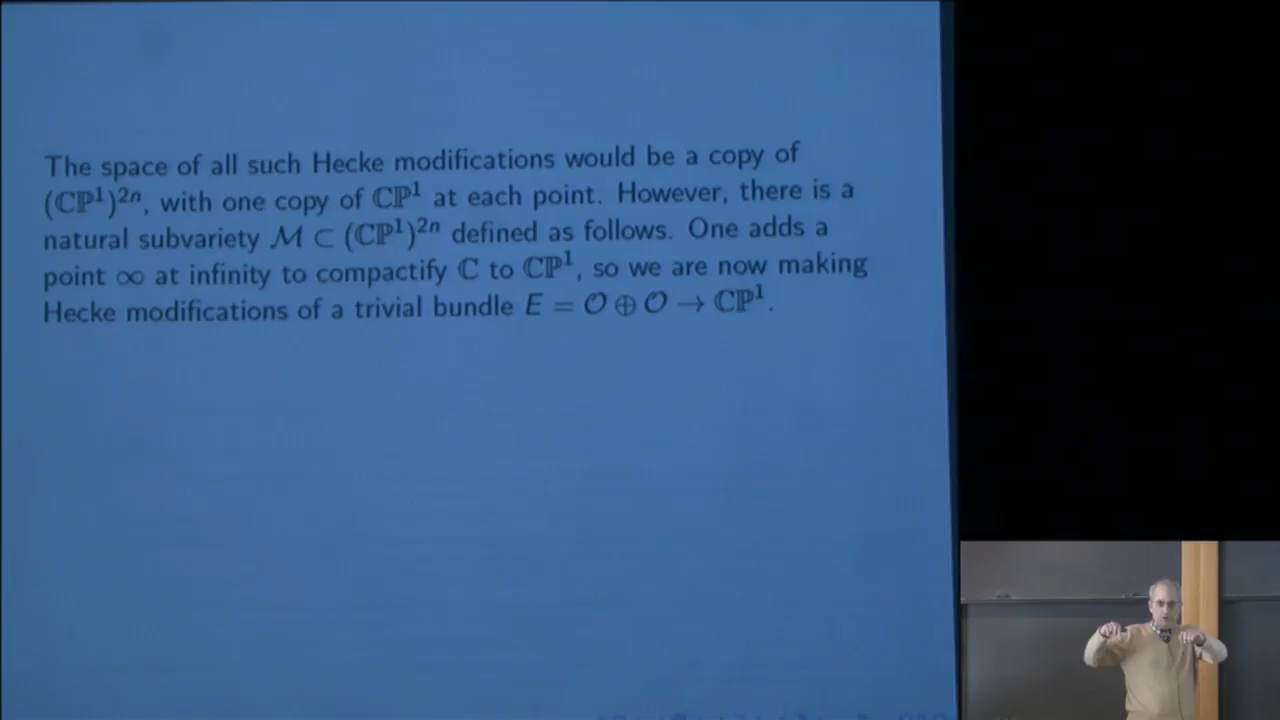 The space of all such Hecke modifications would be a copy of
(ℂℙ¹)²ⁿ, with one copy of ℂℙ¹ at each point. However, there is a
natural subvariety ℳ ⊂ (ℂℙ¹)²ⁿ defined as follows. One adds a
point ∞ at infinity to compactify ℂ to ℂℙ¹, so we are now making
Hecke modifications of a trivial bundle E = 𝒪 ⊕ 𝒪 → ℂℙ¹.